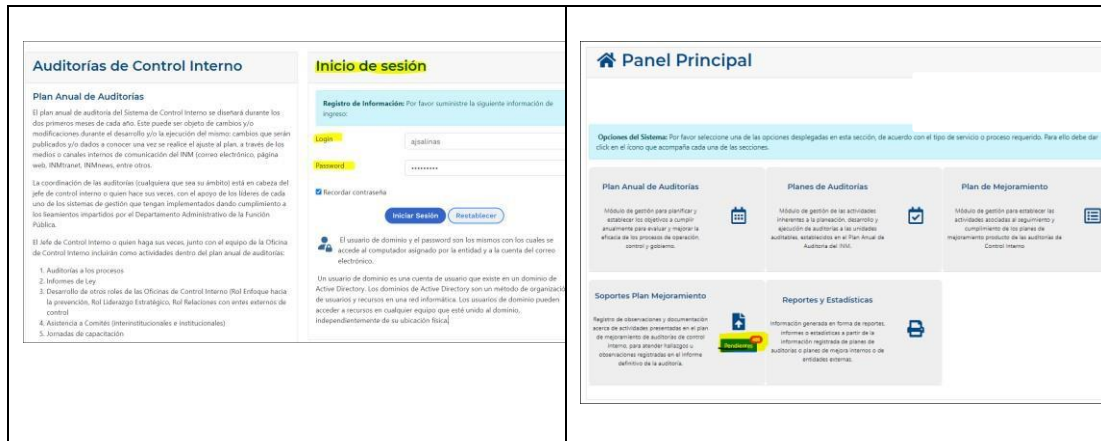 Auditorías de Control Interno
Plan Anual de Auditorías
El plan anual de auditoria del Sistema de Control Interno se diseñará durante los
dos primeros meses de cada año. Este puede ser objeto de cambios y/o
modificaciones durante el desarrollo y/o la ejecución del mismo; cambios que serán
publicados y/o dados a conocer una vez se realice el ajuste al plan, a través de los
medios o canales internos de comunicación del INM (correo electrónico, página
web, INMtranet, INMnews, entre otros.
La coordinación de las auditorías (cualquiera que sea su ámbito) está en cabeza del
jefe de control interno o quien hace sus veces, con el apoyo de los líderes de cada
uno de los sistemas de gestión que tengan implementados dando cumplimiento a
los lineamientos impartidos por el Departamento Administrativo de la Función
Pública.
El Jefe de Control Interno o quien haga sus veces, junto con el equipo de la Oficina
de Control Interno incluirán como actividades dentro del plan anual de auditorías:
1. Auditorías a los procesos
2. Informes de Ley
3. Desarrollo de otros roles de las Oficinas de Control Interno (Rol Enfoque hacia
la prevención, Rol Liderazgo Estratégico, Rol Relaciones con entes externos de
control
4. Asistencia a Comités (interinstitucionales e institucionales)
5. Jornadas de capacitación
Inicio de sesión
Registro de Información: Por favor suministre la siguiente información de
ingreso:
Login
ajsalinas
Password
•••••••••
Recordar contraseña
Iniciar Sesión
Restablecer
El usuario de dominio y el password son los mismos con los cuales se
accede al computador asignado por la entidad y a la cuenta del correo
electrónico.
Un usuario de dominio es una cuenta de usuario que existe en un dominio de
Active Directory. Los dominios de Active Directory son un método de organizació
de usuarios y recursos en una red informática. Los usuarios de dominio pueden
acceder a recursos en cualquier equipo que esté unido al dominio,
independientemente de su ubicación física.
Panel Principal
Opciones del Sistema: Por favor seleccione una de las opciones desplegadas en esta sección, de acuerdo con el tipo de servicio o proceso requerido. Para ello debe dar
click en el ícono que acompaña cada una de las secciones.
Plan Anual de Auditorías
Módulo de gestión para planificar y
establecer los objetivos a cumplir
anualmente para evaluar y mejorar la
eficacia de los procesos de operación,
control y gobierno.
Planes de Auditorías
Módulo de gestión de las actividades
inherentes a la planeación, desarrollo y
ejecución de auditorías a las unidades
auditables, establecidos en el Plan Anual de
Auditoría del INM.
Plan de Mejoramiento
Módulo de gestión para establecer las
actividades asociadas al seguimiento y
cumplimiento de los planes de
mejoramiento producto de las auditorías de
Control Interno
Soportes Plan Mejoramiento
Registro de observaciones y documentación
acerca de actividades presentadas en el plan
de mejoramiento de auditorías de control
interno, para atender hallazgos u
observaciones registradas en el informe
definitivo de la auditoría.
Pendientes
Reportes y Estadísticas
Información generada en forma de reportes,
informes o estadísticas a partir de la
información registrada de planes de
auditorías o planes de mejora internos o de
entidades externas.